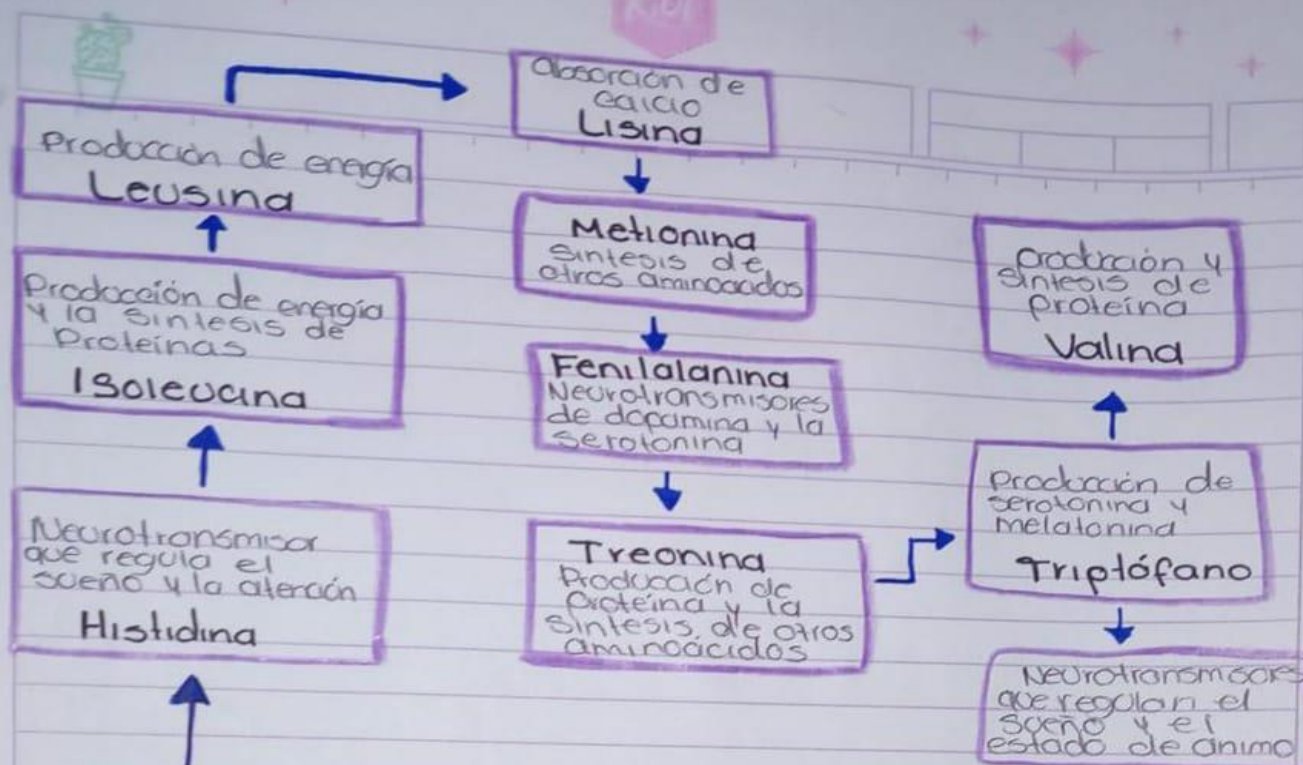 Absorción de
calcio
Lisina
Producción de energía
Leusina
Metionina
Síntesis de
otros aminoacidos
Producción y
síntesis de
proteína
Valina
Producción de energía
y la síntesis de
Proteínas
Isoleucina
Fenilalanina
Neurotransmisores
de dopamina y la
serotonina
Neurotransmisor
que regula el
sueño y la atención
Histidina
Treonina
Producción de
proteína y la
síntesis de otros
aminoácidos
Producción de
serotonina y
melatonina
Triptófano
Neurotransmisores
que regulan el
sueño y el
estado de ánimo